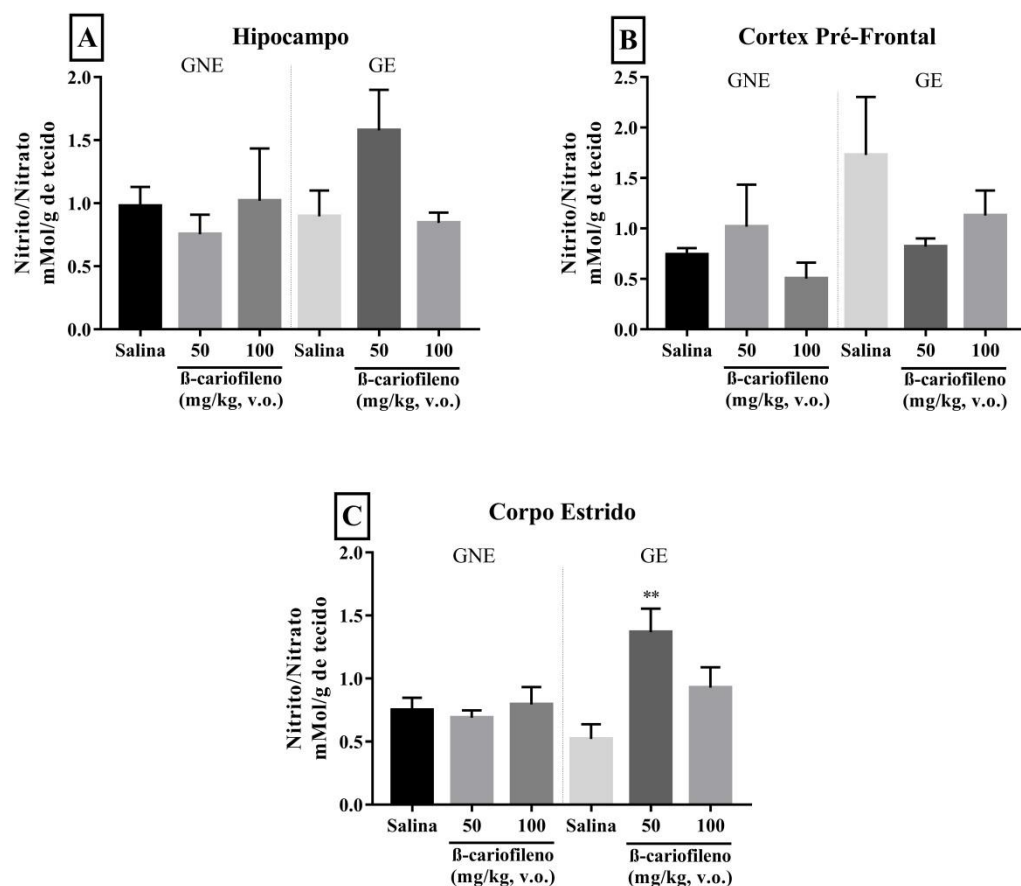 A
Hipocampo
GNE
GE
Nitrito/Nitrato
mMol/g de tecido
2.0
1.5
1.0
0.5
0.0
Salina 50 100 Salina 50 100
ß-cariofileno ß-cariofileno
(mg/kg, v.o.) (mg/kg, v.o.)
B
Cortex Pré-Frontal
GNE
GE
Nitrito/Nitrato
mMol/g de tecido
2.5
2.0
1.5
1.0
0.5
0.0
Salina 50 100 Salina 50 100
ß-cariofileno ß-cariofileno
(mg/kg, v.o.) (mg/kg, v.o.)
C
Corpo Estrido
GNE
GE
Nitrito/Nitrato
mMol/g de tecido
2.0
1.5
1.0
0.5
0.0
**
Salina 50 100 Salina 50 100
ß-cariofileno ß-cariofileno
(mg/kg, v.o.) (mg/kg, v.o.)